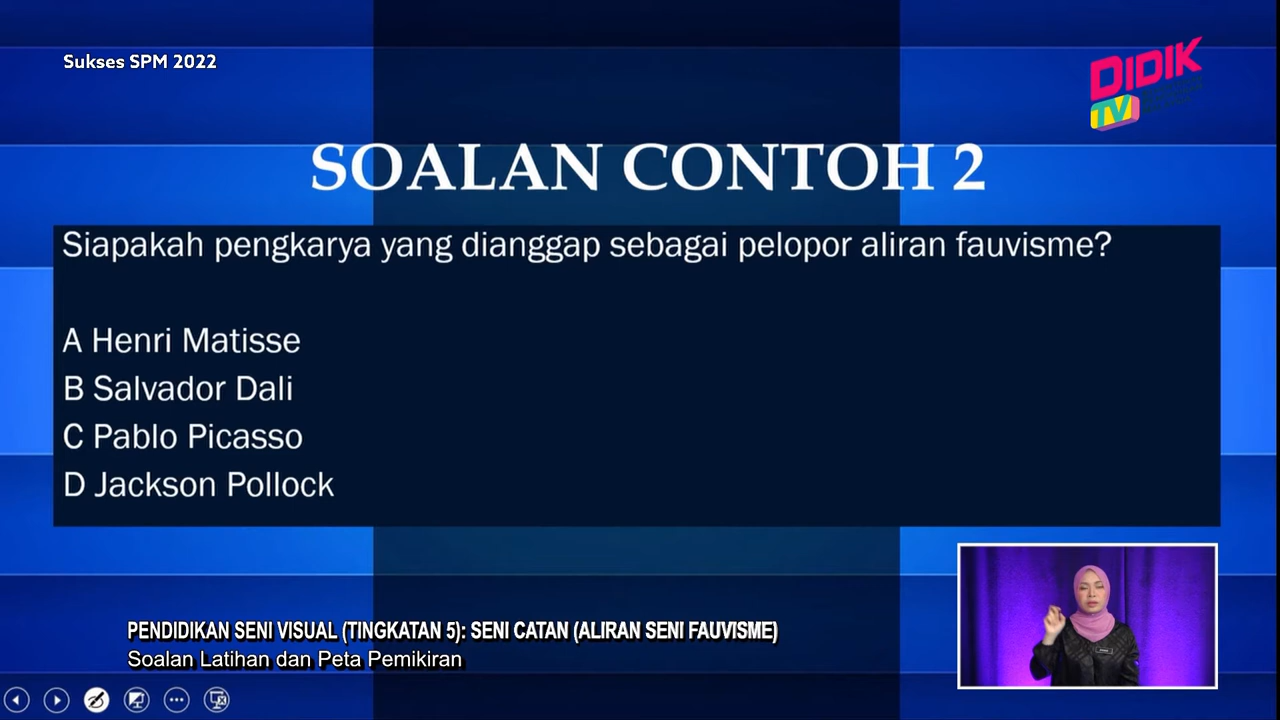 Sukses SPM 2022
DIDIK
TV
SOALAN CONTOH 2
Siapakah pengkarya yang dianggap sebagai pelopor aliran fauvisme?
A Henri Matisse
B Salvador Dali
C Pablo Picasso
D Jackson Pollock
PENDIDIKAN SENI VISUAL (TINGKATAN 5): SENI CATAN (ALIRAN SENI FAUVISME)
Soalan Latihan dan Peta Pemikiran